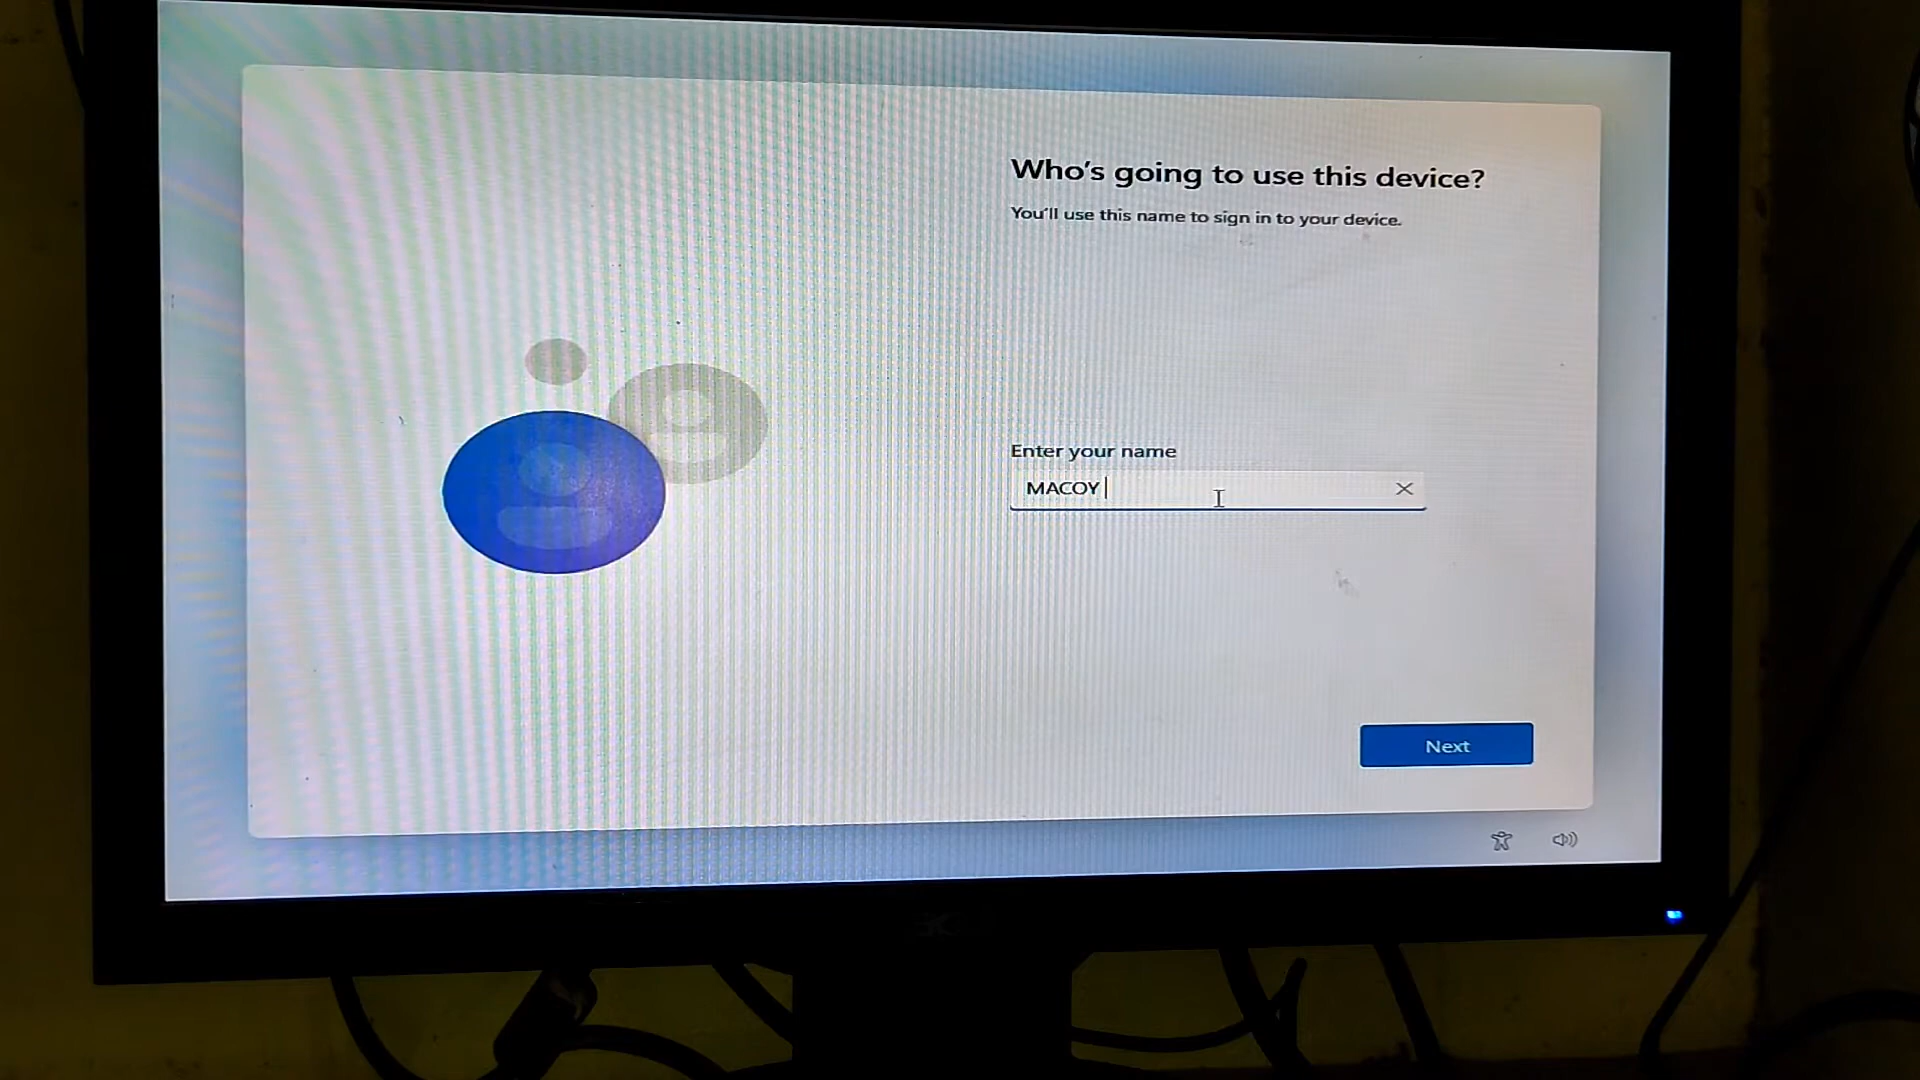 Who's going to use this device?
You'll use this name to sign in to your device.
Enter your name
MACOY
Next